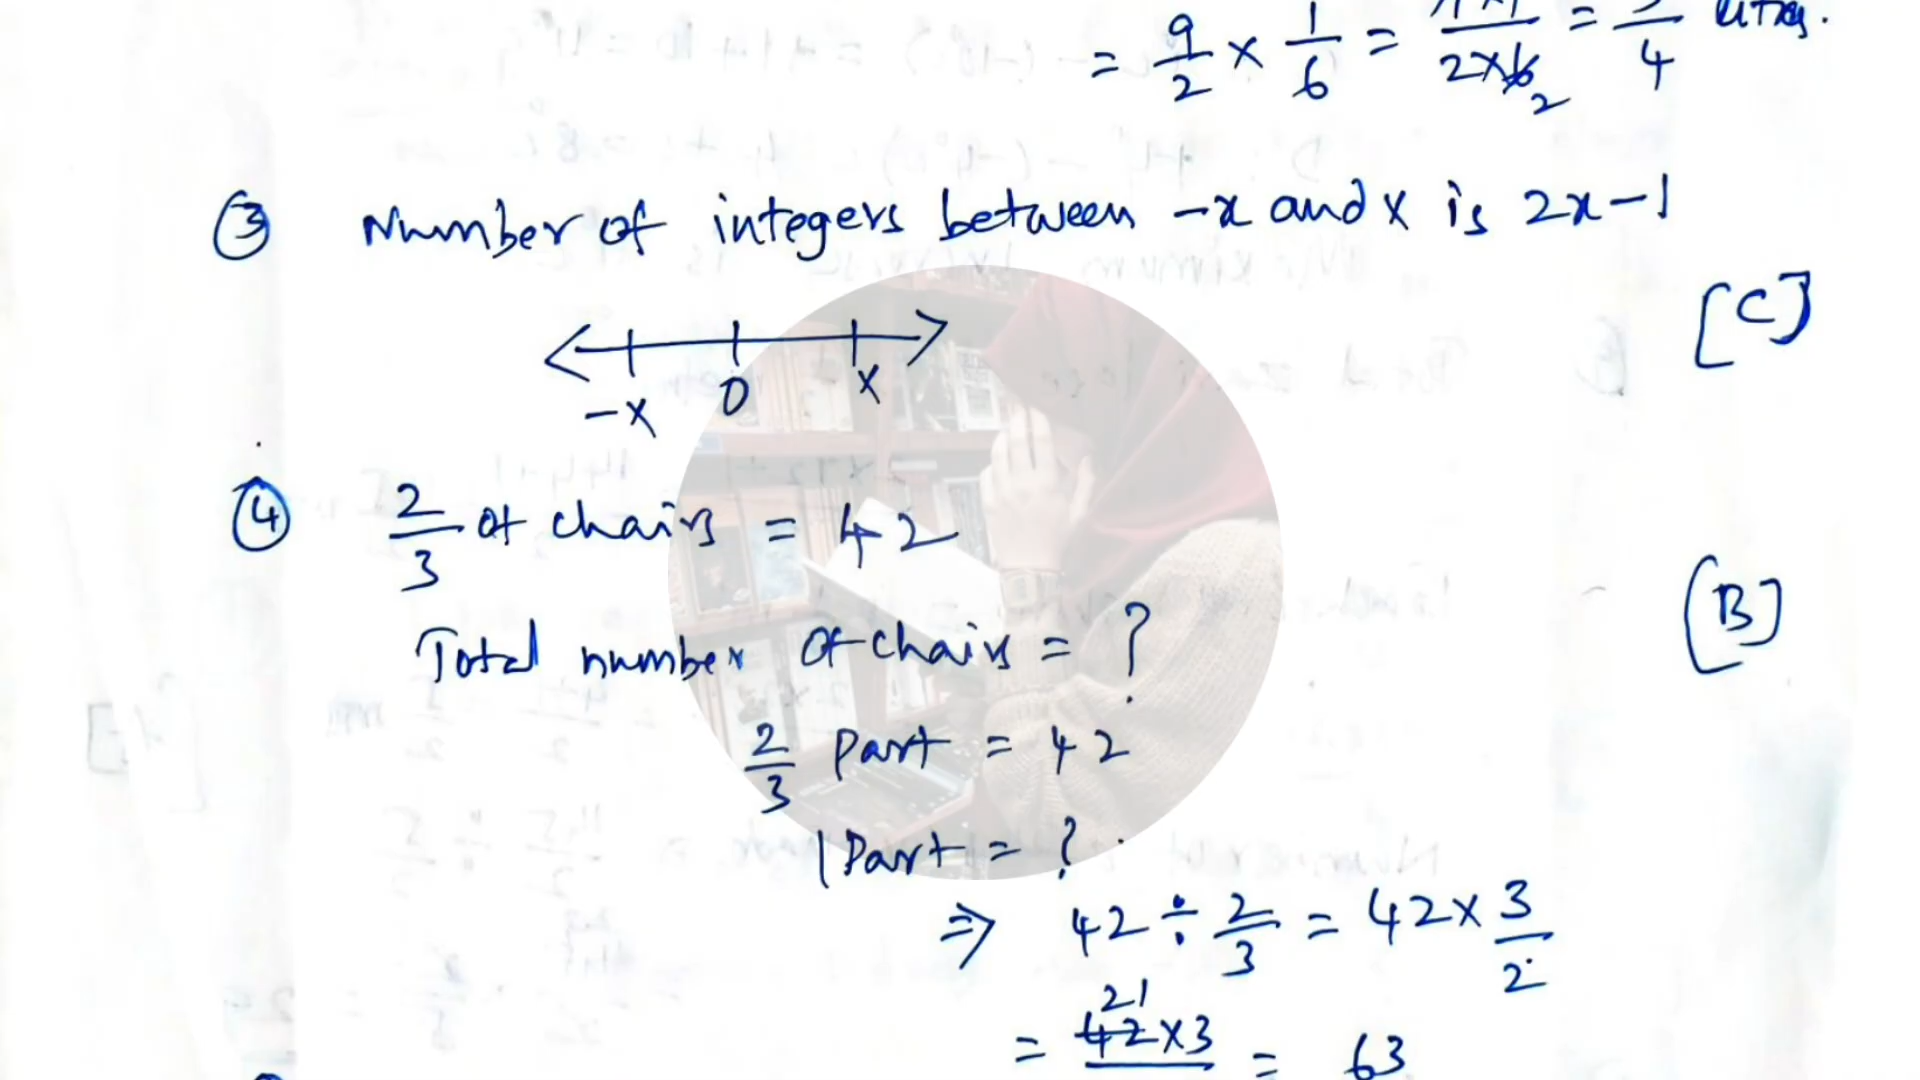 = 9/2 × 1/6 = /2×6 2 = /4
③ Number of integers between -x and x is 2x-1
[C]
-x 0 x
④ 2/3 of chairs = 42
[B]
Total number of chairs = ?
2/3 part = 42
1 Part = ?
⇒ 42 ÷ 2/3 = 42 × 3/2
21
= 42×3 = 63